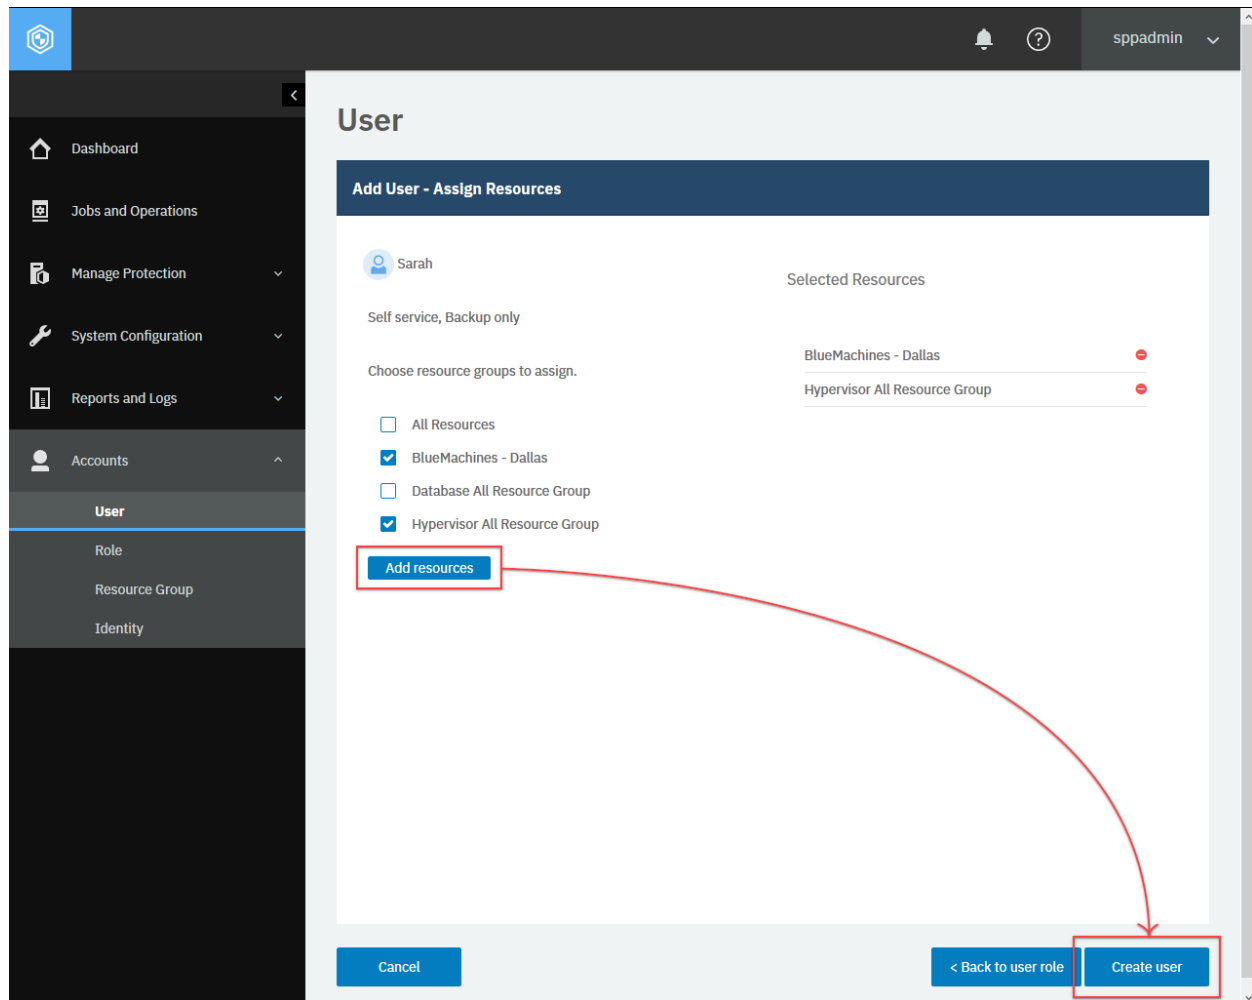 sppadmin
Dashboard
Jobs and Operations
Manage Protection
System Configuration
Reports and Logs
Accounts
User
Role
Resource Group
Identity
User
Add User - Assign Resources
Sarah
Self service, Backup only
Choose resource groups to assign.
All Resources
BlueMachines - Dallas
Database All Resource Group
Hypervisor All Resource Group
Add resources
Selected Resources
BlueMachines - Dallas
Hypervisor All Resource Group
Cancel
< Back to user role
Create user